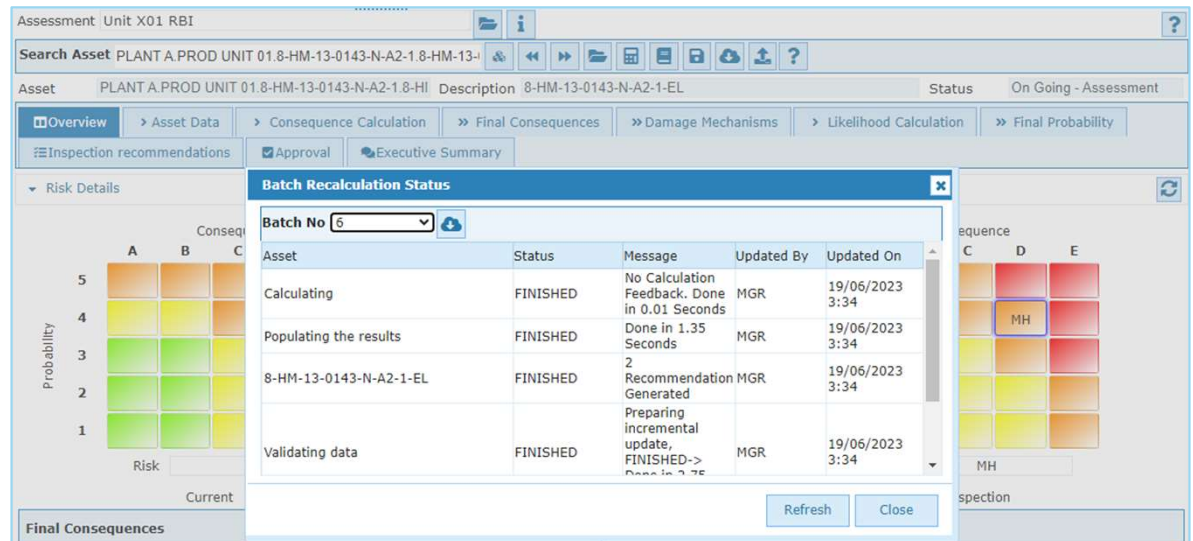 Assessment Unit X01 RBI
i
?
Search Asset PLANT A.PROD UNIT 01.8-HM-13-0143-N-A2-1.8-HM-13-
?
Asset PLANT A.PROD UNIT 01.8-HM-13-0143-N-A2-1.8-HI Description 8-HM-13-0143-N-A2-1-EL Status On Going - Assessment
Overview > Asset Data > Consequence Calculation >> Final Consequences >> Damage Mechanisms > Likelihood Calculation >> Final Probability
Inspection recommendations Approval Executive Summary
Risk Details
Batch Recalculation Status
Batch No 6
Asset Status Message Updated By Updated On
Calculating FINISHED No Calculation
Feedback. Done
in 0.01 Seconds
MGR 19/06/2023
3:34
Populating the results FINISHED Done in 1.35
Seconds
MGR 19/06/2023
3:34
8-HM-13-0143-N-A2-1-EL FINISHED 2
Recommendation
Generated
MGR 19/06/2023
3:34
Validating data FINISHED Preparing
incremental
update,
FINISHED->
Done in 2.75
MGR 19/06/2023
3:34
Refresh Close
Consequ
A B C
5
4
3
2
1
Probability
Risk
Current
equence
C D E
MH
MH
spection
Final Consequences